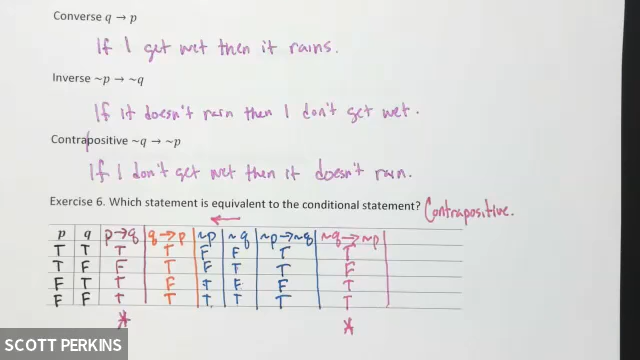 Converse q → p
If I get wet then it rains.
Inverse ~p → ~q
If it doesn't rain then I don't get wet.
Contrapositive ~q → ~p
If I don't get wet then it doesn't rain.
Exercise 6. Which statement is equivalent to the conditional statement? Contrapositive.
p q p→q q→p ~p ~q ~p→~q ~q→~p
T T T T F F T T
T F F T F T T F
F T T F T F F T
F F T T T T T T
* *
SCOTT PERKINS